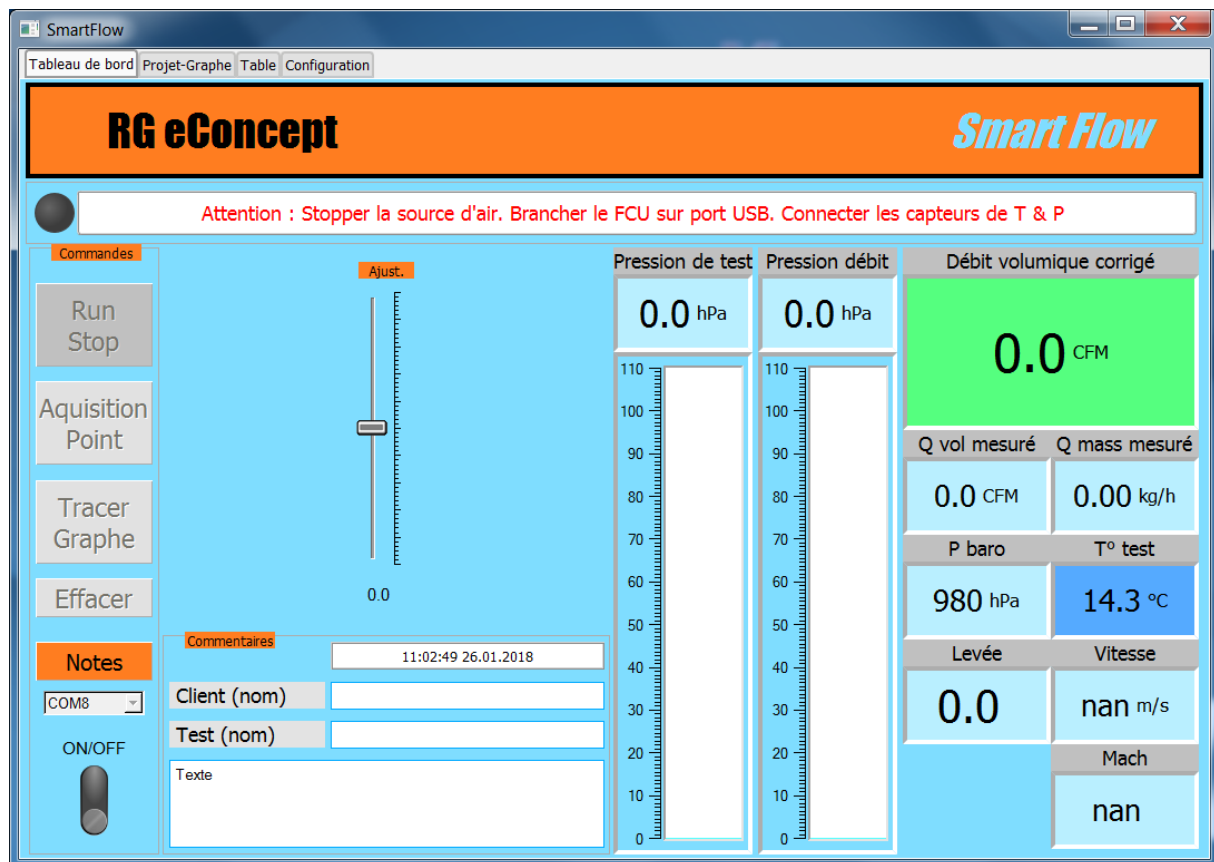 SmartFlow
Tableau de bord Projet-Graphe Table Configuration
RG eConcept Smart Flow
Attention : Stopper la source d'air. Brancher le FCU sur port USB. Connecter les capteurs de T & P
Commandes
Run
Stop
Aquisition
Point
Tracer
Graphe
Effacer
Notes
COM8
ON/OFF
Ajust.
0.0
Commentaires
11:02:49 26.01.2018
Client (nom)
Test (nom)
Texte
Pression de test
0.0 hPa
110
100
90
80
70
60
50
40
30
20
10
0
Pression débit
0.0 hPa
110
100
90
80
70
60
50
40
30
20
10
0
Débit volumique corrigé
0.0 CFM
Q vol mesuré Q mass mesuré
0.0 CFM 0.00 kg/h
P baro T° test
980 hPa 14.3 °C
Levée Vitesse
0.0 nan m/s
Mach
nan